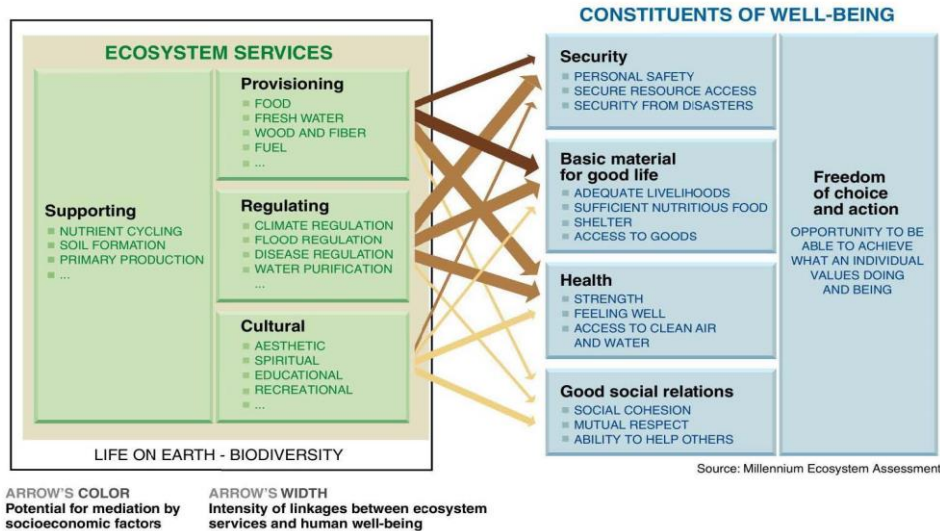 CONSTITUENTS OF WELL-BEING
ECOSYSTEM SERVICES
Supporting
NUTRIENT CYCLING
SOIL FORMATION
PRIMARY PRODUCTION
...
Provisioning
FOOD
FRESH WATER
WOOD AND FIBER
FUEL
...
Regulating
CLIMATE REGULATION
FLOOD REGULATION
DISEASE REGULATION
WATER PURIFICATION
...
Cultural
AESTHETIC
SPIRITUAL
EDUCATIONAL
RECREATIONAL
...
LIFE ON EARTH - BIODIVERSITY
Security
PERSONAL SAFETY
SECURE RESOURCE ACCESS
SECURITY FROM DISASTERS
Basic material
for good life
ADEQUATE LIVELIHOODS
SUFFICIENT NUTRITIOUS FOOD
SHELTER
ACCESS TO GOODS
Health
STRENGTH
FEELING WELL
ACCESS TO CLEAN AIR
AND WATER
Good social relations
SOCIAL COHESION
MUTUAL RESPECT
ABILITY TO HELP OTHERS
Freedom
of choice
and action
OPPORTUNITY TO BE
ABLE TO ACHIEVE
WHAT AN INDIVIDUAL
VALUES DOING
AND BEING
Source: Millennium Ecosystem Assessment
ARROW'S COLOR
Potential for mediation by
socioeconomic factors
ARROW'S WIDTH
Intensity of linkages between ecosystem
services and human well-being